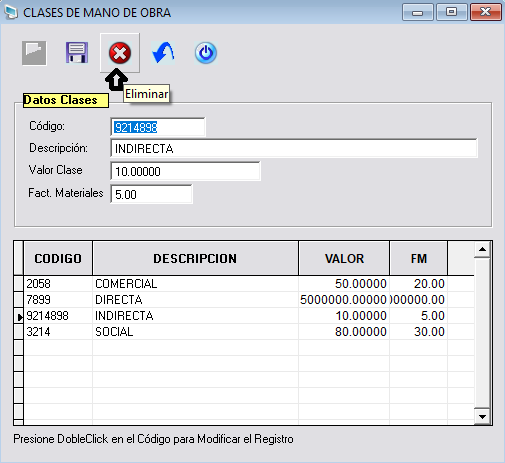 CLASES DE MANO DE OBRA
Eliminar
Datos Clases
Código: 9214898
Descripción: INDIRECTA
Valor Clase 10.00000
Fact. Materiales 5.00
CODIGO DESCRIPCION VALOR FM
2058 COMERCIAL 50.00000 20.00
7899 DIRECTA 5000000.00000 000000.00
9214898 INDIRECTA 10.00000 5.00
3214 SOCIAL 80.00000 30.00
Presione DobleClick en el Código para Modificar el Registro